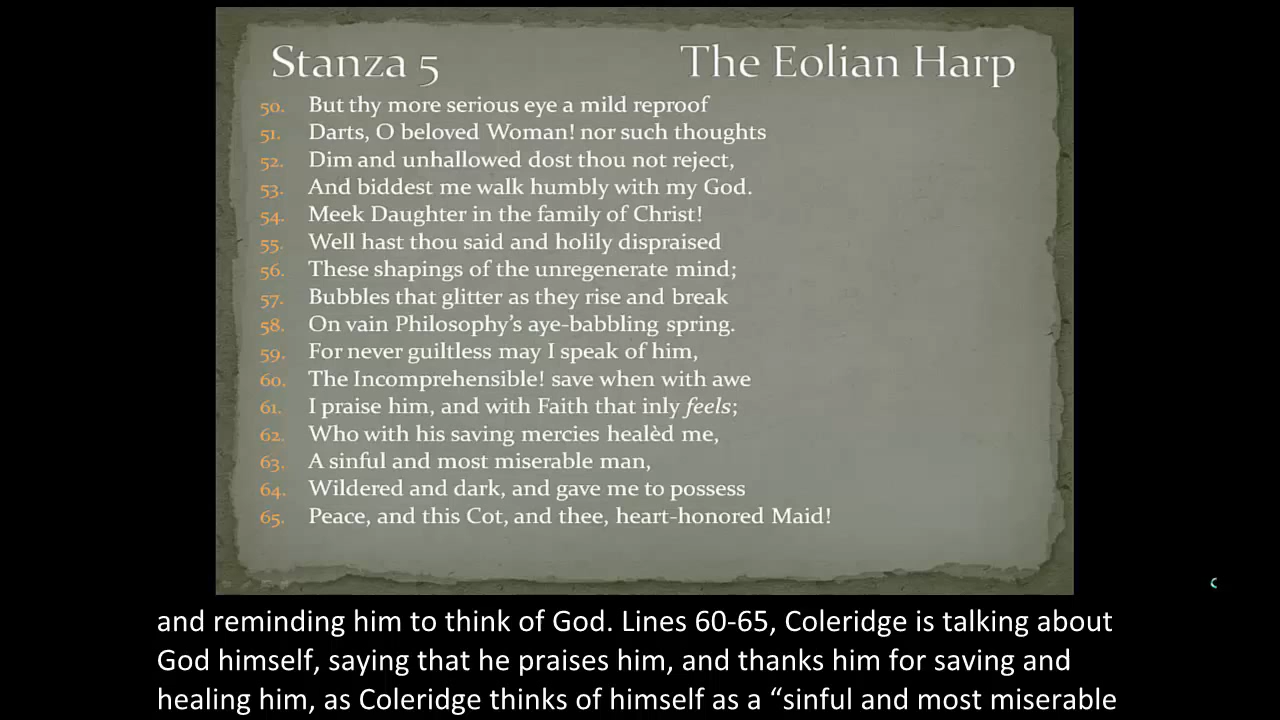 Stanza 5 The Eolian Harp
50. But thy more serious eye a mild reproof
51. Darts, O beloved Woman! nor such thoughts
52. Dim and unhallowed dost thou not reject,
53. And biddest me walk humbly with my God.
54. Meek Daughter in the family of Christ!
55. Well hast thou said and holily dispraised
56. These shapings of the unregenerate mind;
57. Bubbles that glitter as they rise and break
58. On vain Philosophy’s aye-babbling spring.
59. For never guiltless may I speak of him,
60. The Incomprehensible! save when with awe
61. I praise him, and with Faith that inly feels;
62. Who with his saving mercies healèd me,
63. A sinful and most miserable man,
64. Wildered and dark, and gave me to possess
65. Peace, and this Cot, and thee, heart-honored Maid!
and reminding him to think of God. Lines 60-65, Coleridge is talking about
God himself, saying that he praises him, and thanks him for saving and
healing him, as Coleridge thinks of himself as a “sinful and most miserable